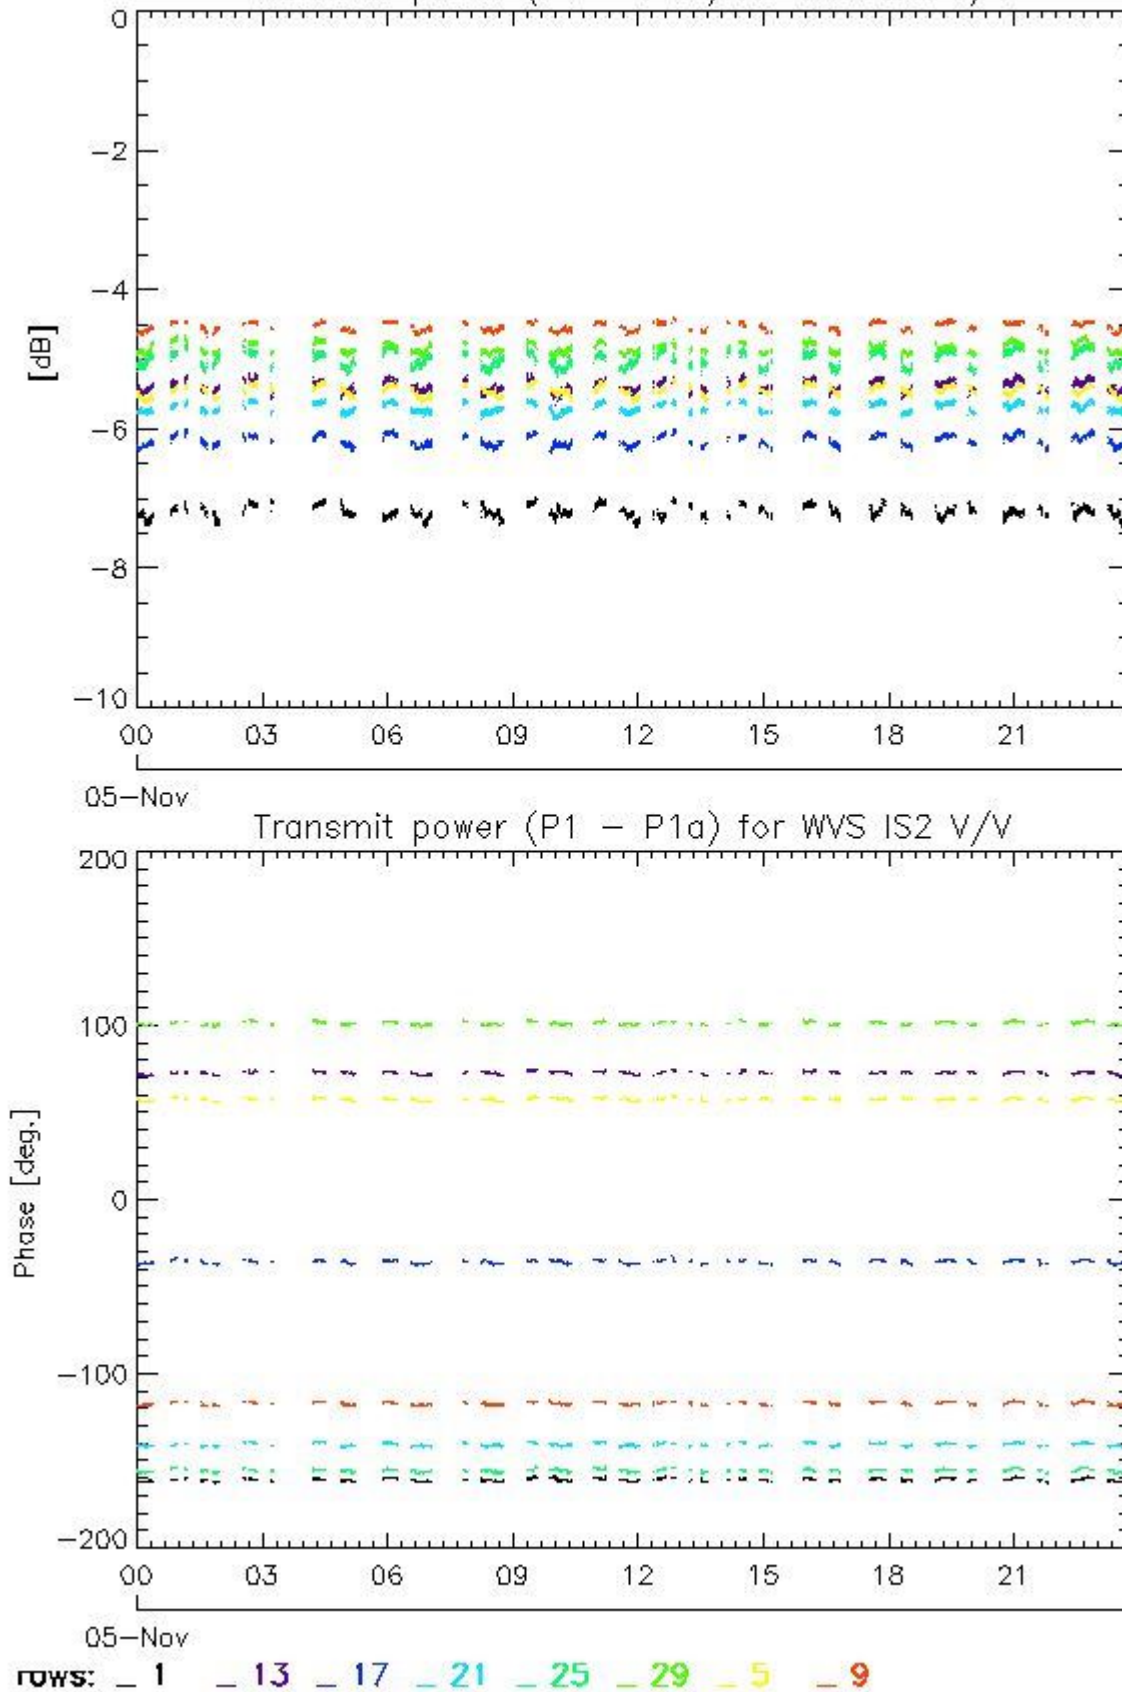 0
−2
−4
[dB]
−6
−8
−10
00 03 06 09 12 15 18 21
05−Nov
Transmit power (P1 − P1a) for WVS IS2 V/V
200
100
Phase [deg.]
0
−100
−200
00 03 06 09 12 15 18 21
05−Nov
rows: _ 1 _ 13 _ 17 _ 21 _ 25 _ 29 _ 5 _ 9